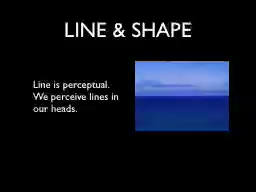 LINE & SHAPE
Line is perceptual.
We perceive lines in
our heads.